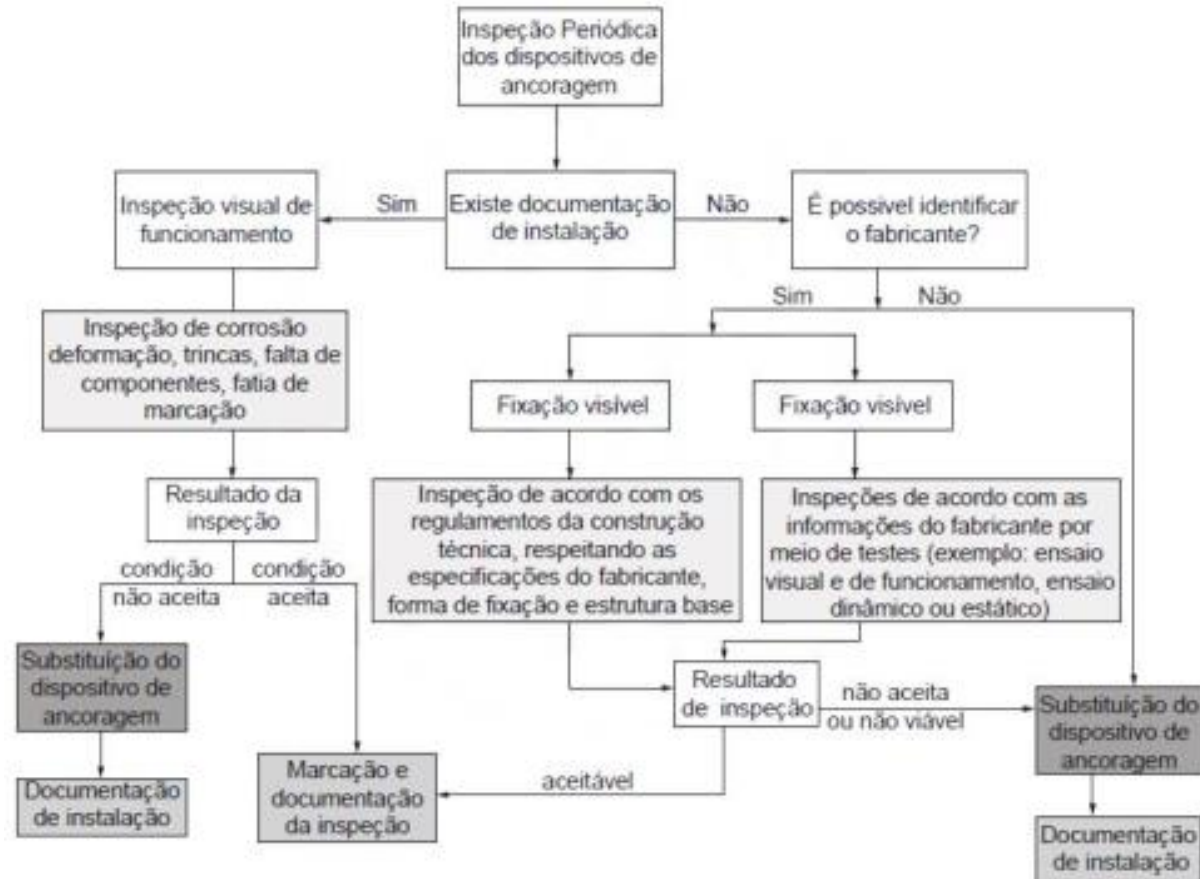 Inspeção Periódica
dos dispositivos de
ancoragem
Inspeção visual de
funcionamento
Sim
Existe documentação
de instalação
Não
É possivel identificar
o fabricante?
Sim
Não
Inspeção de corrosão
deformação, trincas, falta de
componentes, fatia de
marcação
Fixação visível
Fixação visível
Resultado da
inspeção
Inspeção de acordo com os
regulamentos da construção
técnica, respeitando as
especificações do fabricante,
forma de fixação e estrutura base
Inspeções de acordo com as
informações do fabricante por
meio de testes (exemplo: ensaio
visual e de funcionamento, ensaio
dinâmico ou estático)
condição
não aceita
condição
aceita
Substituição do
dispositivo de
ancoragem
Resultado
de inspeção
não aceita
ou não viável
Substituição do
dispositivo de
ancoragem
Documentação
de instalação
Marcação e
documentação
da inspeção
aceitável
Documentação
de instalação